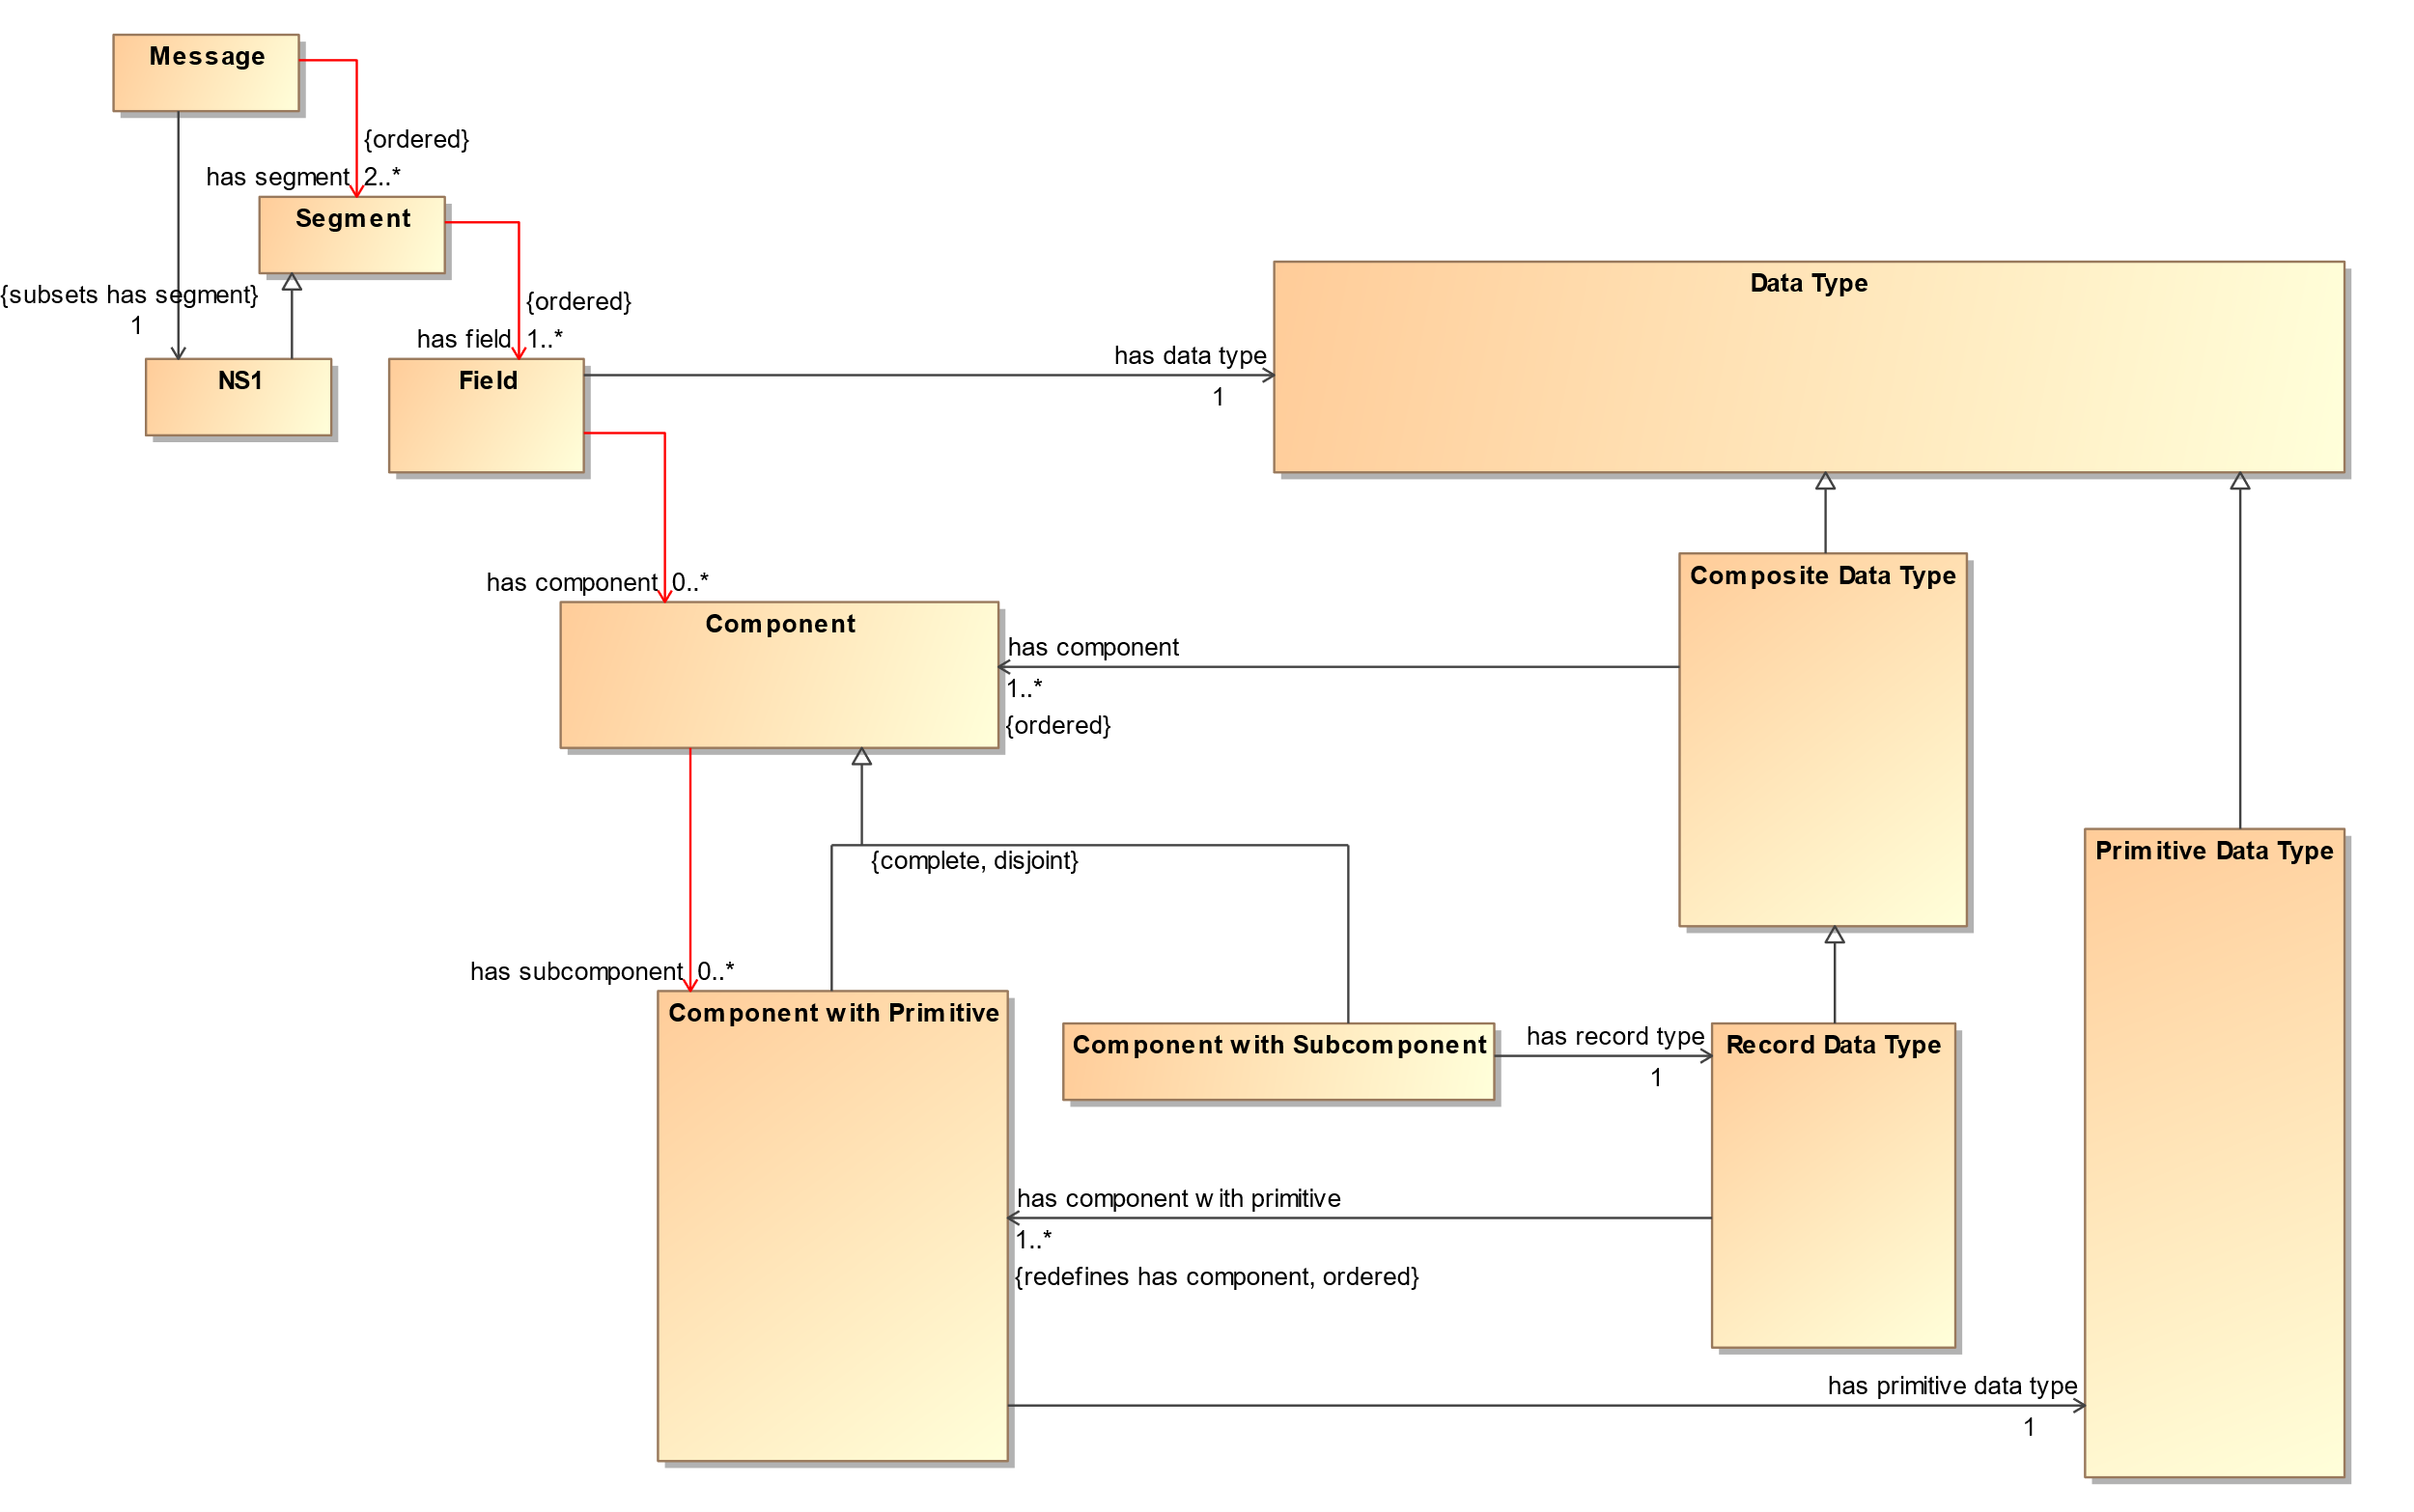 Message
{ordered}
has segment 2..*
Segment
{subsets has segment}
1
NS1
{ordered}
has field 1..*
Field
has data type
1
Data Type
has component 0..*
Component
has component
1..*
{ordered}
Composite Data Type
{complete, disjoint}
Primitive Data Type
has subcomponent 0..*
Component with Primitive
Component with Subcomponent
has record type
1
Record Data Type
has component with primitive
1..*
{redefines has component, ordered}
has primitive data type
1